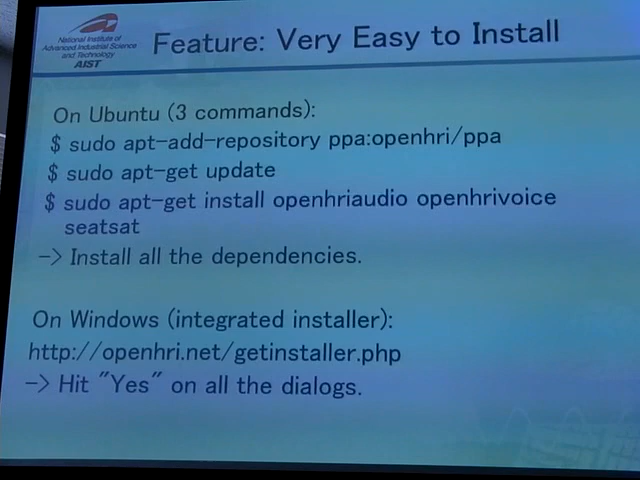 National Institute of
Advanced Industrial Science
and Technology
AIST
Feature: Very Easy to Install
On Ubuntu (3 commands):
$ sudo apt-add-repository ppa:openhri/ppa
$ sudo apt-get update
$ sudo apt-get install openhriaudio openhrivoice
seatsat
-> Install all the dependencies.
On Windows (integrated installer):
http://openhri.net/getinstaller.php
-> Hit "Yes" on all the dialogs.